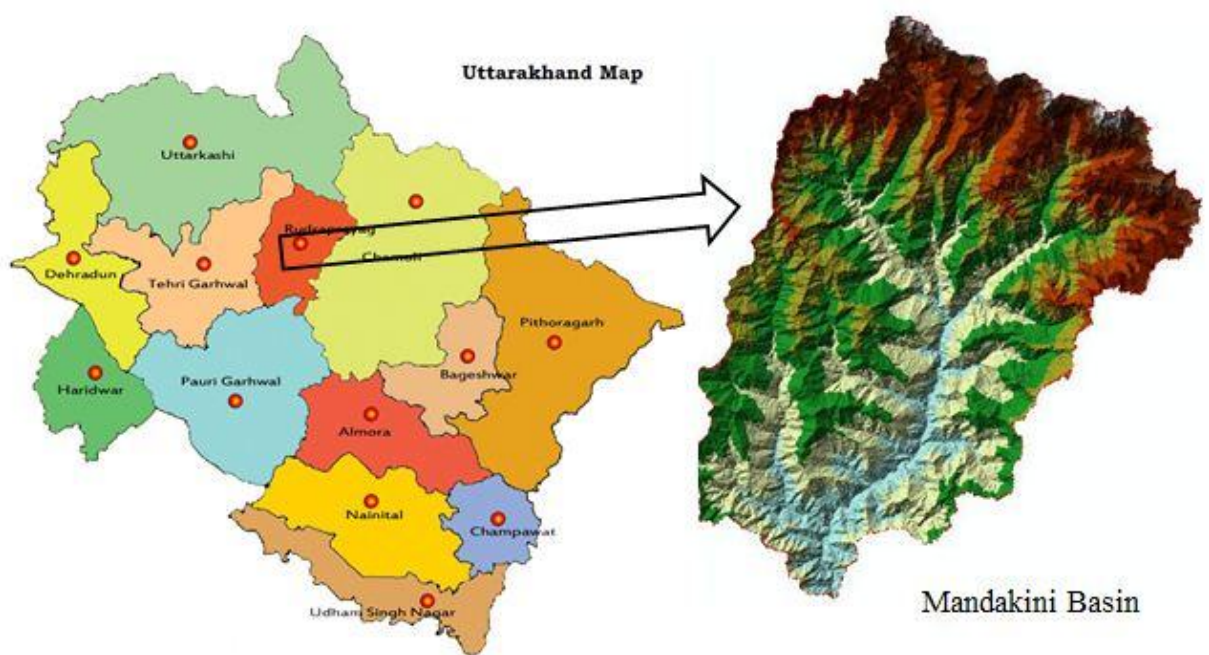 Uttarakhand Map
Uttarkashi
Rudraprayag
Dehradun
Tehri Garhwal
Chamoli
Pithoragarh
Haridwar
Pauri Garhwal
Bageshwar
Almora
Nainital
Champawat
Udham Singh Nagar
Mandakini Basin